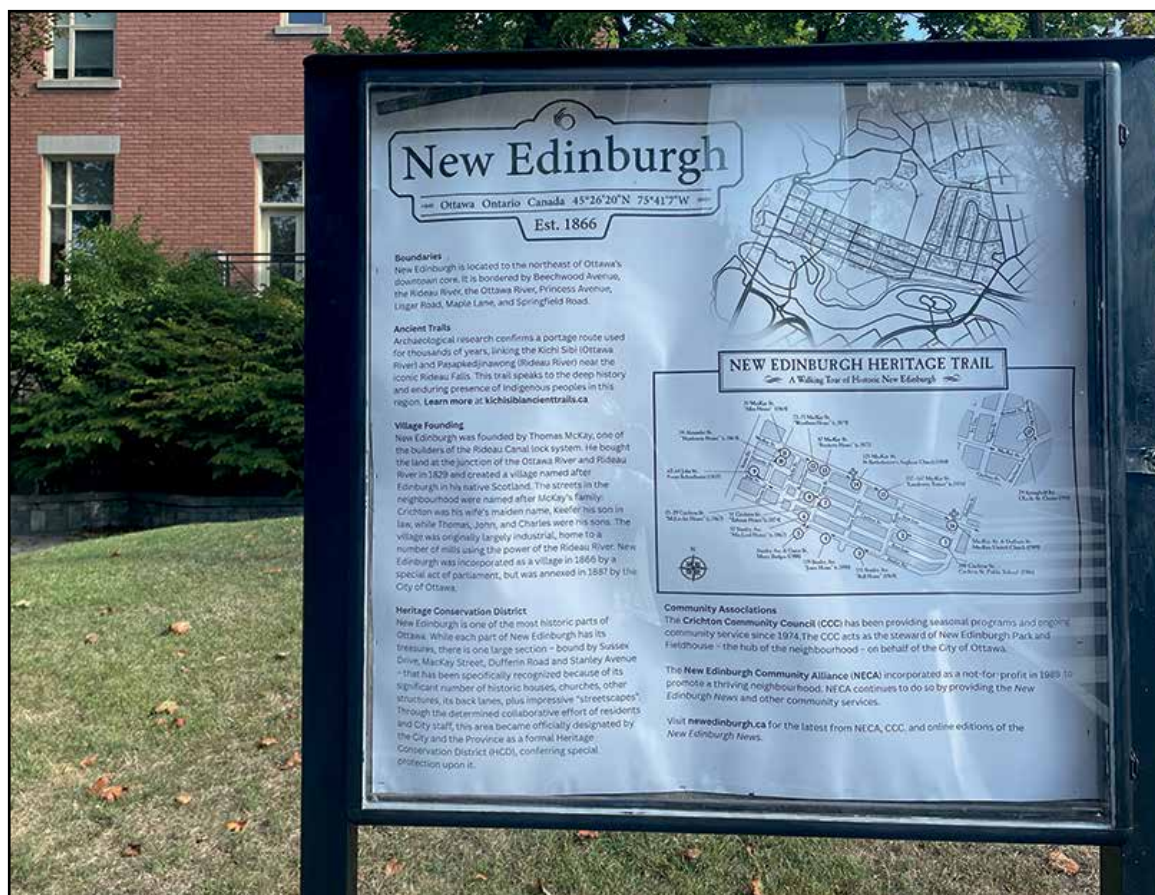 New Edinburgh
Ottawa Ontario Canada 45°26'20"N 75°41'7"W
Est. 1866
Boundaries
New Edinburgh is located to the northeast of Ottawa's
downtown core. It is bordered by Beechwood Avenue,
the Rideau River, the Ottawa River, Princess Avenue,
Lisgar Road, Maple Lane, and Springfield Road.
Ancient Trails
Archaeological research confirms a portage route used
for thousands of years, linking the Kichi Sibi (Ottawa
River) and Pasapkedjinawong (Rideau River) near the
iconic Rideau Falls. This trail speaks to the deep history
and enduring presence of Indigenous peoples in this
region. Learn more at kichisibiancienttrails.ca
Village Founding
New Edinburgh was founded by Thomas McKay, one of
the builders of the Rideau Canal lock system. He bought
the land at the junction of the Ottawa River and Rideau
River in 1829 and created a village named after
Edinburgh in his native Scotland. The streets in the
neighbourhood were named after McKay's family:
Crichton was his wife's maiden name, Keefer his son in
law, while Thomas, John, and Charles were his sons. The
village was originally largely industrial, home to a
number of mills using the power of the Rideau River. New
Edinburgh was incorporated as a village in 1866 by a
special act of parliament, but was annexed in 1887 by the
City of Ottawa.
Heritage Conservation District
New Edinburgh is one of the most historic parts of
Ottawa. While each part of New Edinburgh has its
treasures, there is one large section – bound by Sussex
Drive, MacKay Street, Dufferin Road and Stanley Avenue
– that has been specifically recognized because of its
significant number of historic houses, churches, other
structures, its back lanes, plus impressive "streetscapes".
Through the determined collaborative effort of residents
and City staff, this area became officially designated by
the City and the Province as a formal Heritage
Conservation District (HCD), conferring special
protection upon it.
NEW EDINBURGH HERITAGE TRAIL
A Walking Tour of Historic New Edinburgh
Community Associations
The Crichton Community Council (CCC) has been providing seasonal programs and ongoing
community service since 1974. The CCC acts as the steward of New Edinburgh Park and
Fieldhouse – the hub of the neighbourhood – on behalf of the City of Ottawa.
The New Edinburgh Community Alliance (NECA) incorporated as a not-for-profit in 1989 to
promote a thriving neighbourhood. NECA continues to do so by providing the New
Edinburgh News and other community services.
Visit newedinburgh.ca for the latest from NECA, CCC, and online editions of the
New Edinburgh News.